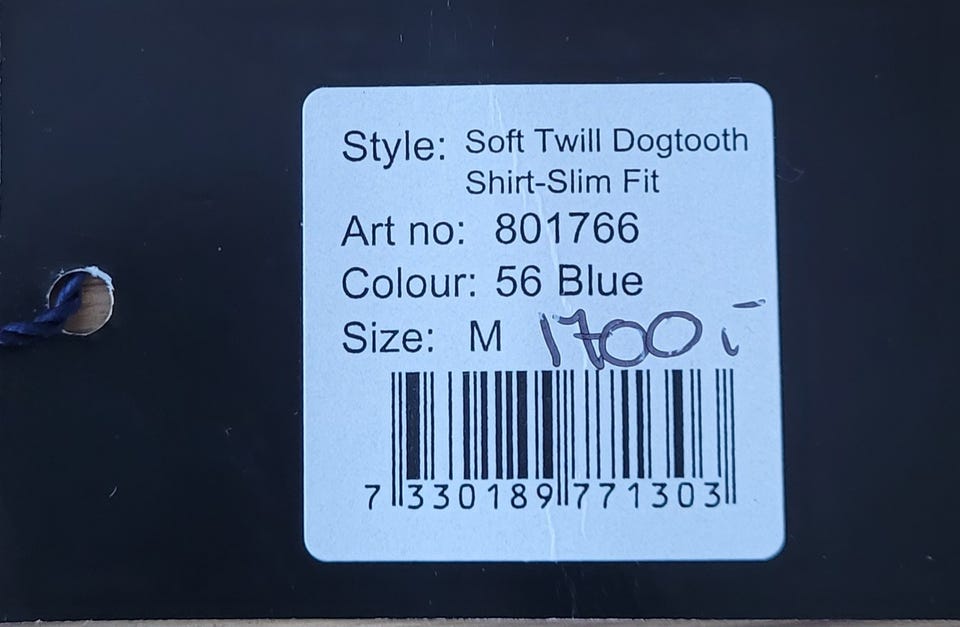 Style: Soft Twill Dogtooth
Shirt-Slim Fit
Art no: 801766
Colour: 56 Blue
Size: M 1700:-
7 330189 771303